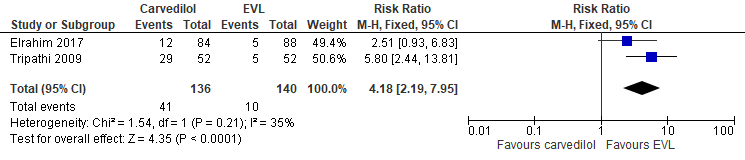 Carvedilol EVL Risk Ratio Risk Ratio
Study or Subgroup Events Total Events Total Weight M-H, Fixed, 95% CI M-H, Fixed, 95% CI
Elrahim 2017 12 84 5 88 49.4% 2.51 [0.93, 6.83]
Tripathi 2009 29 52 5 52 50.6% 5.80 [2.44, 13.81]
Total (95% CI) 136 140 100.0% 4.18 [2.19, 7.95]
Total events 41 10
Heterogeneity: Chi² = 1.54, df = 1 (P = 0.21); I² = 35%
Test for overall effect: Z = 4.35 (P < 0.0001)
0.01 0.1 1 10 100
Favours carvedilol Favours EVL